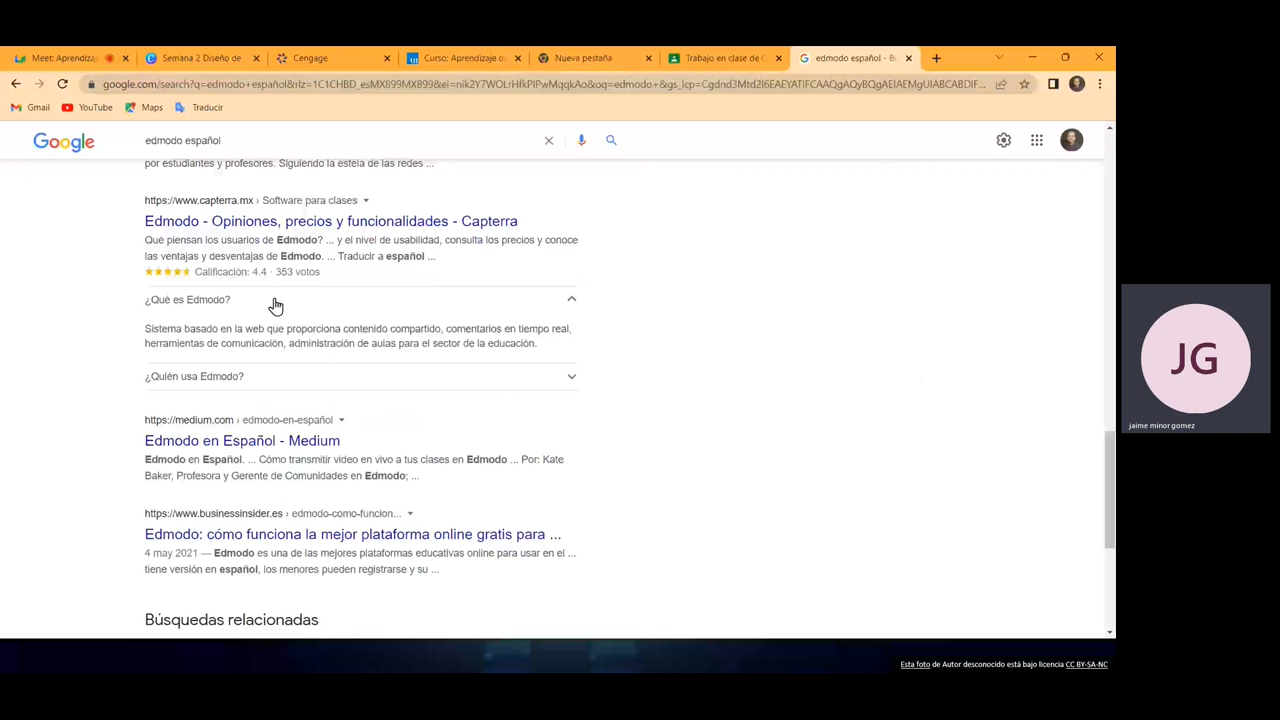 Meet: Aprendiza
Semana 2 Diseño de
Cengage
Curso: Aprendizaje.
Nueva pestaña
Trabajo en clase de
edmodo español - B
Gmail
YouTube
Maps
Traducir
Google
edmodo español
por estudiantes y profesores. Siguiendo la estela de las redes ...
https://www.capterra.mx › Software para clases
Edmodo - Opiniones, precios y funcionalidades - Capterra
Qué piensan los usuarios de Edmodo? ... y el nivel de usabilidad, consulta los precios y conoce
las ventajas y desventajas de Edmodo. ... Traducir a español ...
Calificación: 4.4 · 353 votos
¿Qué es Edmodo?
Sistema basado en la web que proporciona contenido compartido, comentarios en tiempo real,
herramientas de comunicación, administración de aulas para el sector de la educación.
¿Quién usa Edmodo?
https://medium.com › edmodo-en-español
Edmodo en Español - Medium
Edmodo en Español. ... Cómo transmitir video en vivo a tus clases en Edmodo ... Por: Kate
Baker, Profesora y Gerente de Comunidades en Edmodo; ...
https://www.businessinsider.es › edmodo-como-funcion...
Edmodo: cómo funciona la mejor plataforma online gratis para ...
4 may 2021 — Edmodo es una de las mejores plataformas educativas online para usar en el ...
tiene versión en español, los menores pueden registrarse y su ...
Búsquedas relacionadas
JG
jaime minor gomez
Esta foto de Autor desconocido está bajo licencia CC BY-SA-NC